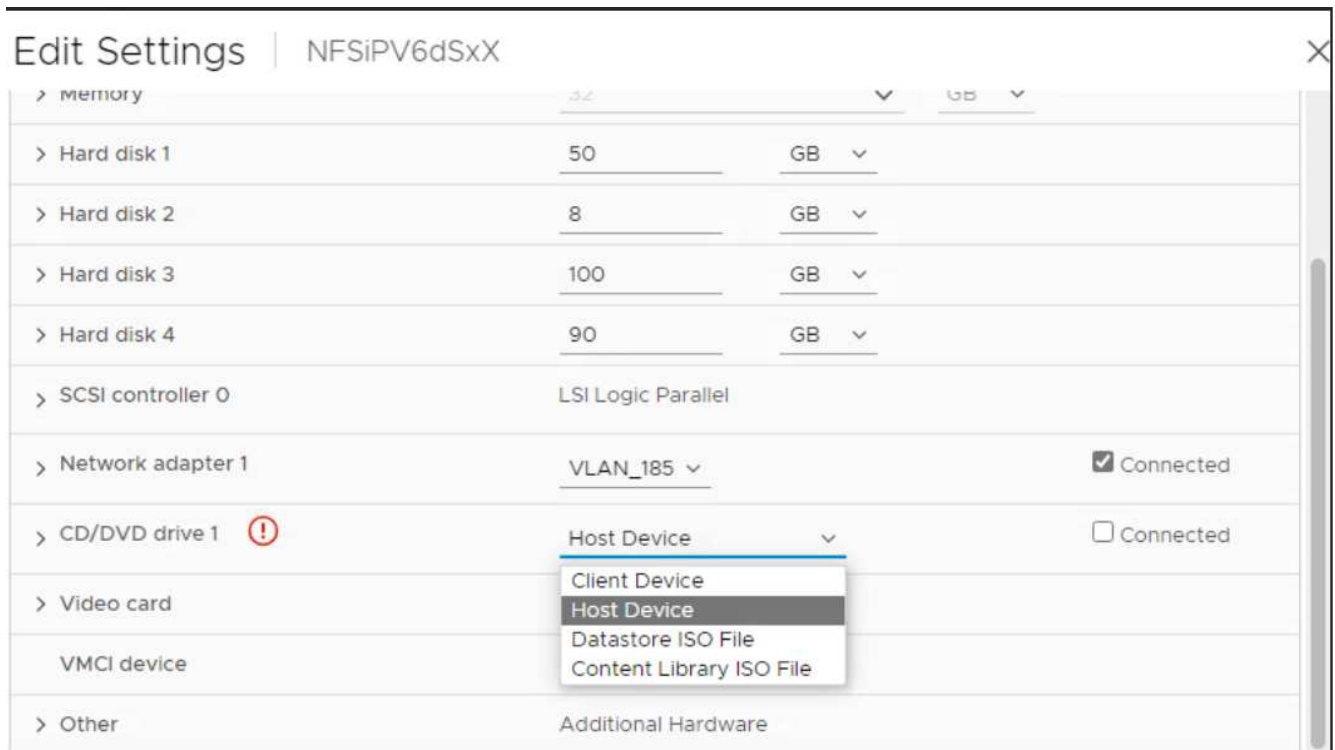 Edit Settings NFSiPV6dSxX
> Memory 32 GB
> Hard disk 1 50 GB
> Hard disk 2 8 GB
> Hard disk 3 100 GB
> Hard disk 4 90 GB
> SCSI controller 0 LSI Logic Parallel
> Network adapter 1 VLAN_185 Connected
> CD/DVD drive 1 Host Device Connected
Client Device
> Video card Host Device
Datastore ISO File
VMCI device Content Library ISO File
> Other Additional Hardware